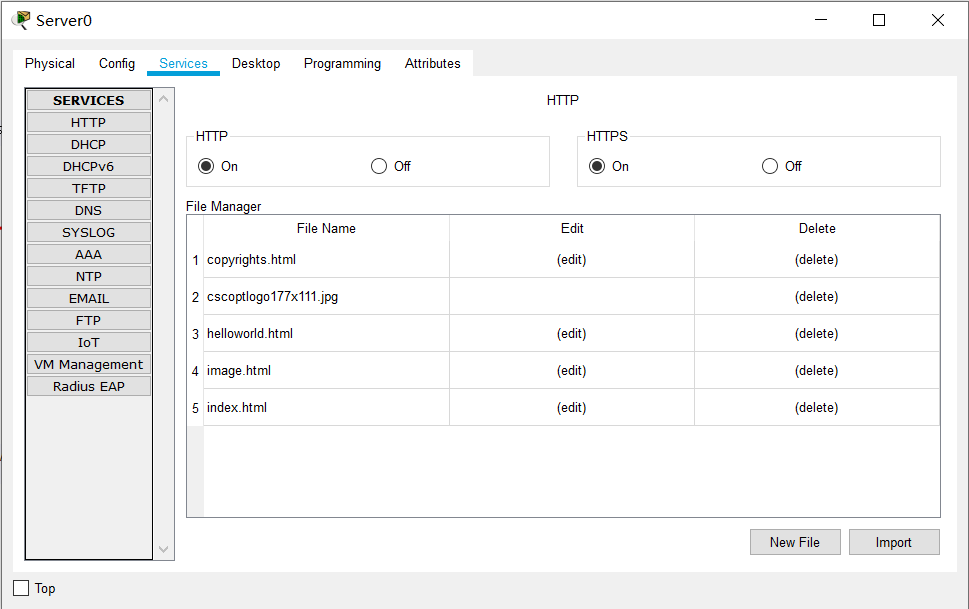 Server0
Physical Config Services Desktop Programming Attributes
SERVICES
HTTP
DHCP
DHCPv6
TFTP
DNS
SYSLOG
AAA
NTP
EMAIL
FTP
IoT
VM Management
Radius EAP
HTTP
HTTP
On Off
HTTPS
On Off
File Manager
File Name Edit Delete
1 copyrights.html (edit) (delete)
2 cscoptlogo177x111.jpg (delete)
3 helloworld.html (edit) (delete)
4 image.html (edit) (delete)
5 index.html (edit) (delete)
New File Import
Top